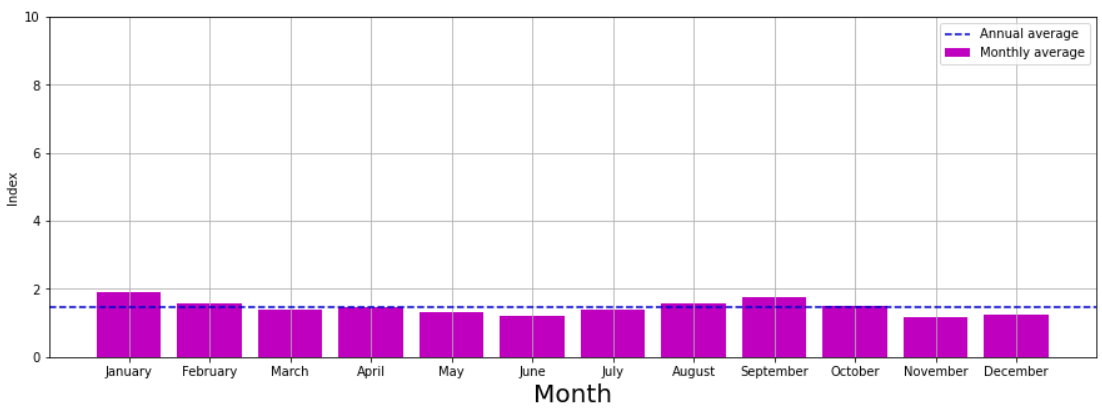 10
8
6
4
2
0
Index
Annual average
Monthly average
January February March April May June July August September October November December
Month